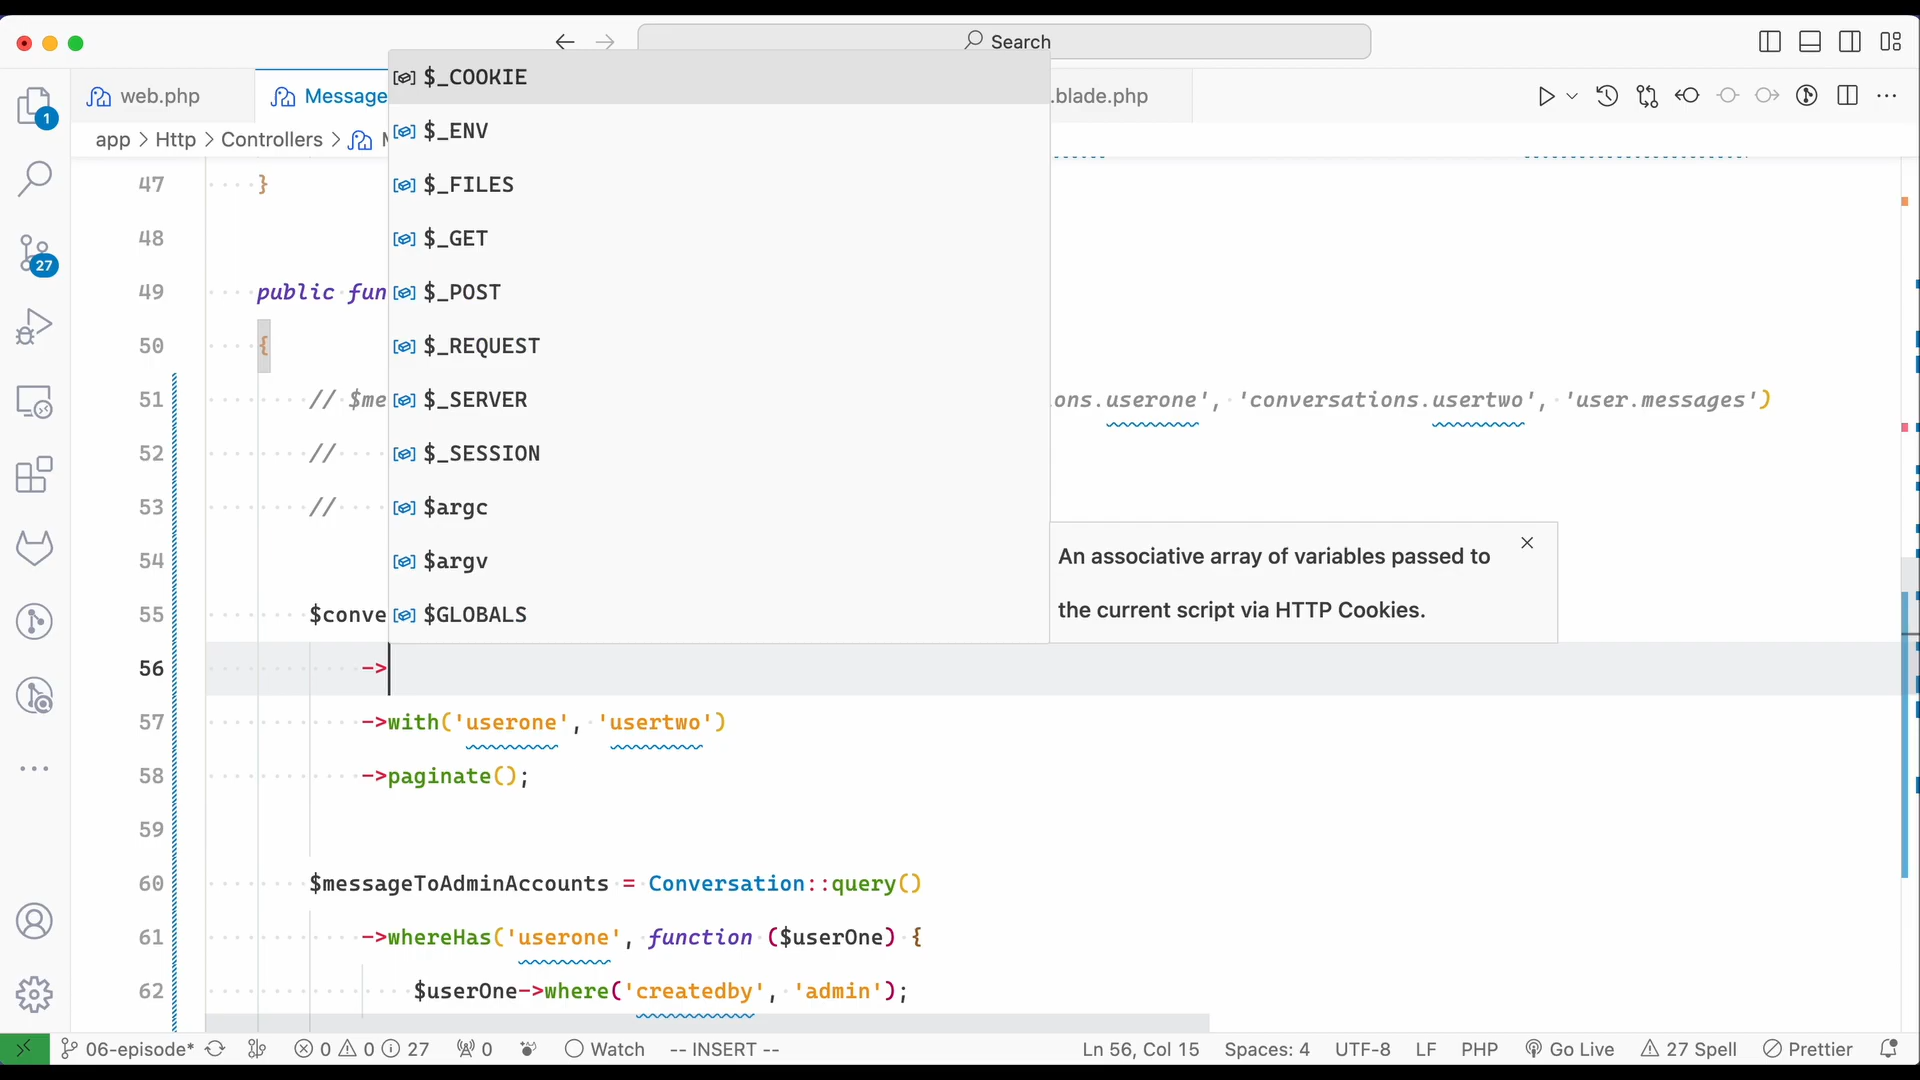 Search
web.php
Message
.blade.php
app > Http > Controllers >
$_COOKIE
$_ENV
$_FILES
$_GET
$_POST
$_REQUEST
$_SERVER
$_SESSION
$argc
$argv
$GLOBALS
An associative array of variables passed to
the current script via HTTP Cookies.
1
27
47 }
48
49 public fun
50 {
51 // $me ons.userone', 'conversations.usertwo', 'user.messages')
52 //
53 //
54
55 $conve
56 ->
57 ->with('userone', 'usertwo')
58 ->paginate();
59
60 $messageToAdminAccounts = Conversation::query()
61 ->whereHas('userone', function ($userOne) {
62 $userOne->where('createdby', 'admin');
06-episode* 0 0 27 0 Watch -- INSERT -- Ln 56, Col 15 Spaces: 4 UTF-8 LF PHP Go Live 27 Spell Prettier